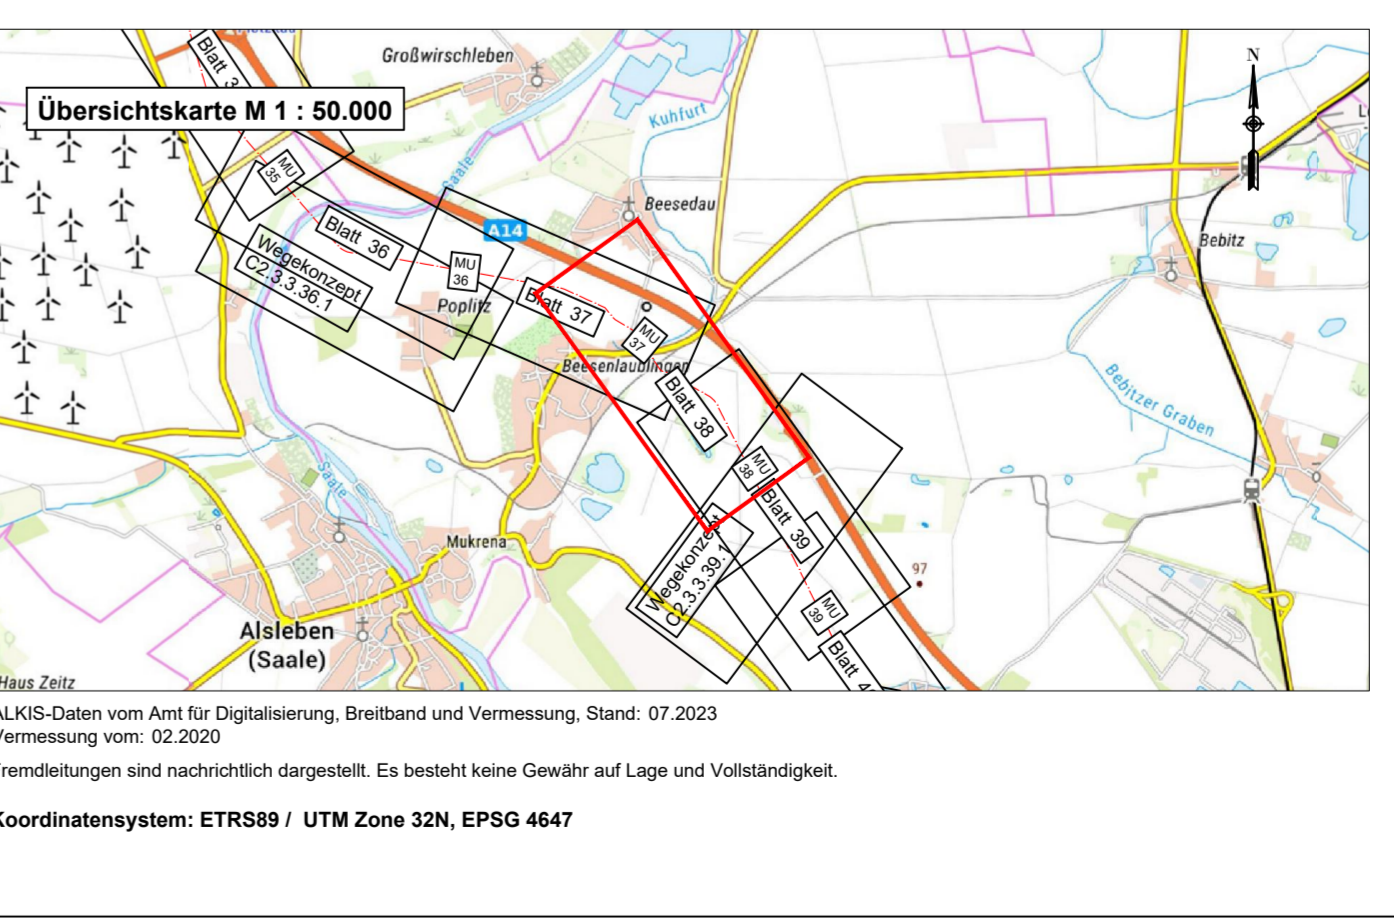 Großwirschleben
Übersichtskarte M 1 : 50.000
N
Kuhfurt
Saale
MU
35
Beesedau
A14
Blatt 36
Bebitz
Wegekonzept
C2.3.3.36.1
MU
36
Poplitz
Blatt 37
MU
37
Beesenlaublingen
Blatt 38
Bebitzer Graben
MU
38
Saale
Blatt 39
Mukrena
Wegekonzept
C2.3.3.39.1
97
MU
39
Alsleben
(Saale)
Blatt
Haus Zeitz
ALKIS-Daten vom Amt für Digitalisierung, Breitband und Vermessung, Stand: 07.2023
Vermessung vom: 02.2020
remdleitungen sind nachrichtlich dargestellt. Es besteht keine Gewähr auf Lage und Vollständigkeit.
Koordinatensystem: ETRS89 / UTM Zone 32N, EPSG 4647